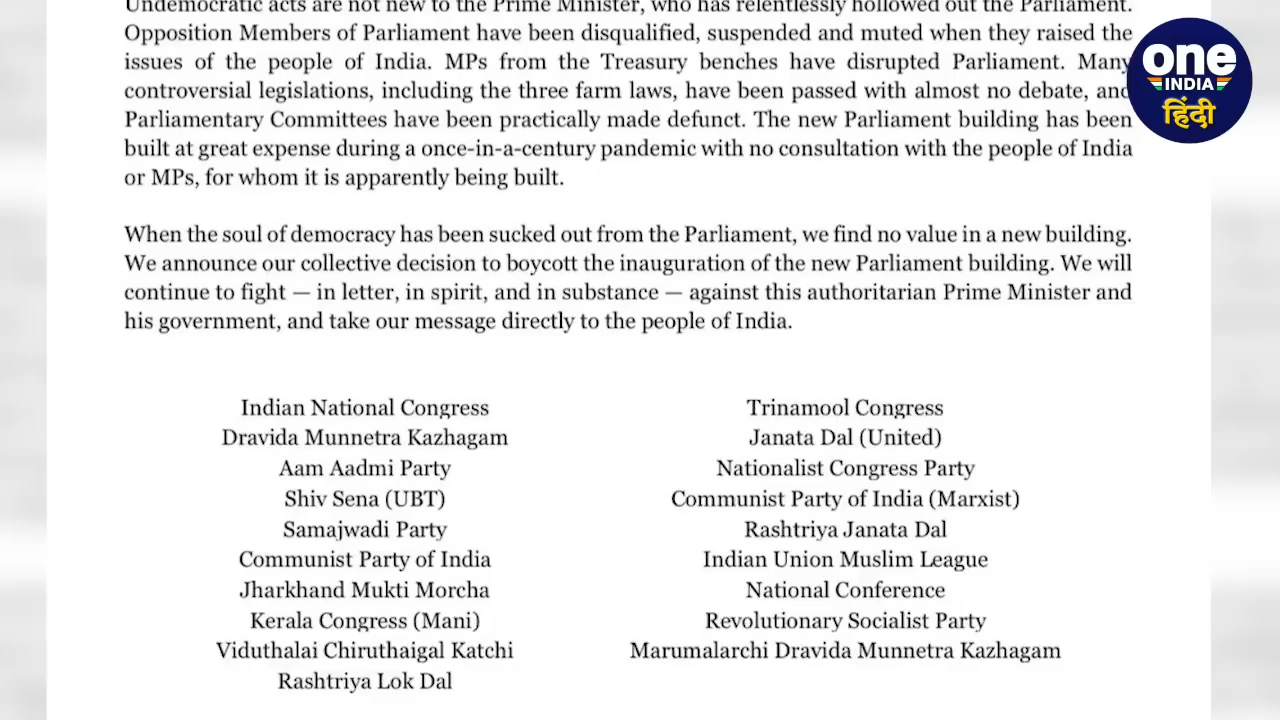 Undemocratic acts are not new to the Prime Minister, who has relentlessly hollowed out the Parliament.
Opposition Members of Parliament have been disqualified, suspended and muted when they raised the
issues of the people of India. MPs from the Treasury benches have disrupted Parliament. Many
controversial legislations, including the three farm laws, have been passed with almost no debate, and
Parliamentary Committees have been practically made defunct. The new Parliament building has been
built at great expense during a once-in-a-century pandemic with no consultation with the people of India
or MPs, for whom it is apparently being built.
When the soul of democracy has been sucked out from the Parliament, we find no value in a new building.
We announce our collective decision to boycott the inauguration of the new Parliament building. We will
continue to fight — in letter, in spirit, and in substance — against this authoritarian Prime Minister and
his government, and take our message directly to the people of India.
Indian National Congress
Dravida Munnetra Kazhagam
Aam Aadmi Party
Shiv Sena (UBT)
Samajwadi Party
Communist Party of India
Jharkhand Mukti Morcha
Kerala Congress (Mani)
Viduthalai Chiruthaigal Katchi
Rashtriya Lok Dal
Trinamool Congress
Janata Dal (United)
Nationalist Congress Party
Communist Party of India (Marxist)
Rashtriya Janata Dal
Indian Union Muslim League
National Conference
Revolutionary Socialist Party
Marumalarchi Dravida Munnetra Kazhagam
one
INDIA
हिंदी